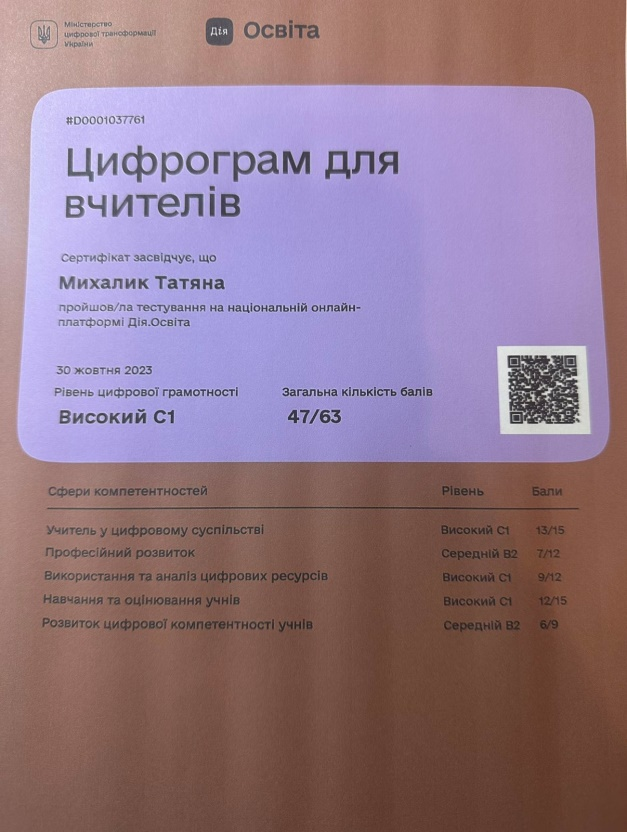 Міністерство
цифрової трансформації
України
Дія Освіта
#D0001037761
Цифрограм для
вчителів
Сертифікат засвідчує, що
Михалик Татяна
пройшов/ла тестування на національній онлайн-
платформі Дія.Освіта
30 жовтня 2023
Рівень цифрової грамотності Загальна кількість балів
Високий C1 47/63
Сфери компетентностей Рівень Бали
Учитель у цифровому суспільстві Високий C1 13/15
Професійний розвиток Середній B2 7/12
Використання та аналіз цифрових ресурсів Високий C1 9/12
Навчання та оцінювання учнів Високий C1 12/15
Розвиток цифрової компетентності учнів Середній B2 6/9